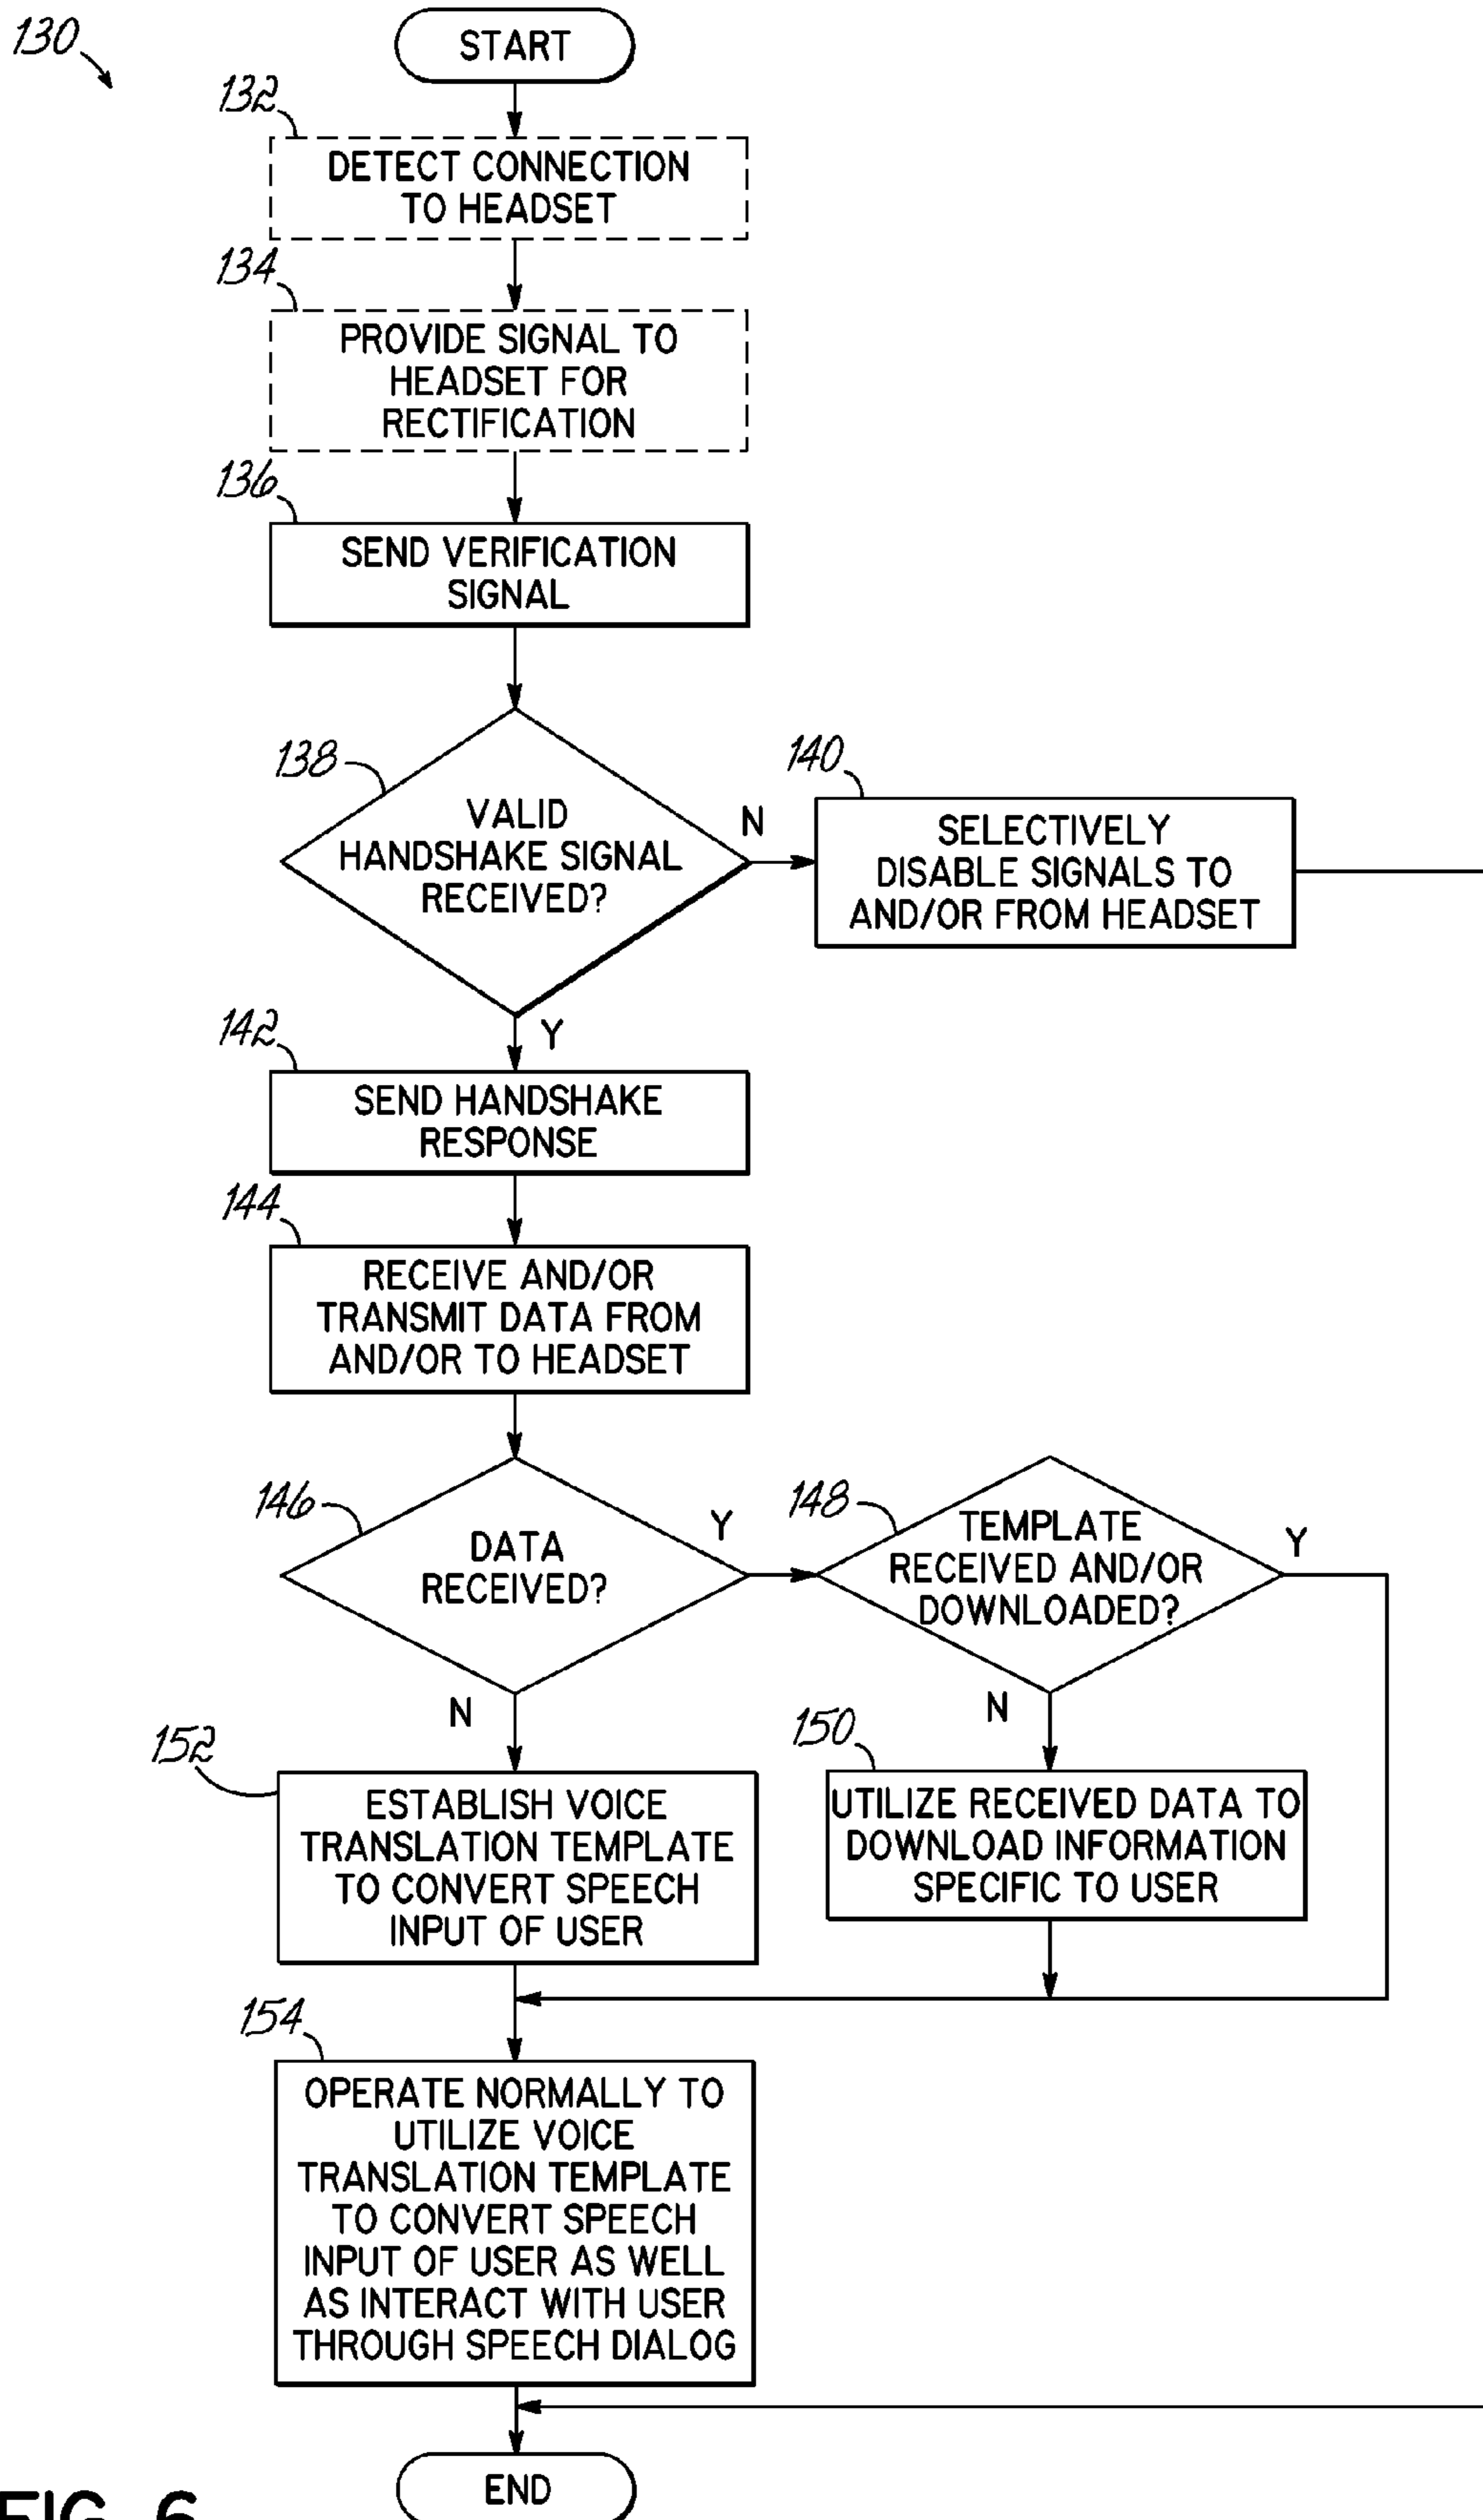 130
START
132
DETECT CONNECTION
TO HEADSET
134
PROVIDE SIGNAL TO
HEADSET FOR
RECTIFICATION
136
SEND VERIFICATION
SIGNAL
138
VALID
HANDSHAKE SIGNAL
RECEIVED?
N
140
SELECTIVELY
DISABLE SIGNALS TO
AND/OR FROM HEADSET
Y
142
SEND HANDSHAKE
RESPONSE
144
RECEIVE AND/OR
TRANSMIT DATA FROM
AND/OR TO HEADSET
146
DATA
RECEIVED?
Y
148
TEMPLATE
RECEIVED AND/OR
DOWNLOADED?
Y
N
N
150
UTILIZE RECEIVED DATA TO
DOWNLOAD INFORMATION
SPECIFIC TO USER
152
ESTABLISH VOICE
TRANSLATION TEMPLATE
TO CONVERT SPEECH
INPUT OF USER
154
OPERATE NORMALLY TO
UTILIZE VOICE
TRANSLATION TEMPLATE
TO CONVERT SPEECH
INPUT OF USER AS WELL
AS INTERACT WITH USER
THROUGH SPEECH DIALOG
END
FIG. 6